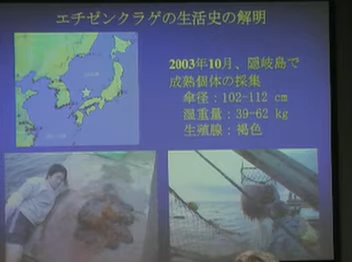 エチゼンクラゲの生活史の解明
2003年10月、隠岐島で
成熟個体の採集
傘径：102-112 cm
湿重量：39-62 kg
生殖腺：褐色